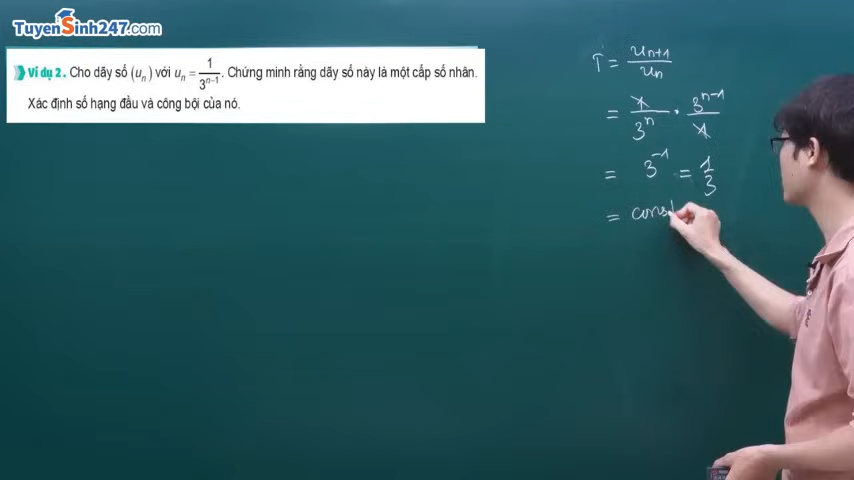 TuyenSinh247.com
Ví dụ 2. Cho dãy số (uₙ) với uₙ = 1/3ⁿ⁻¹. Chứng minh rằng dãy số này là một cấp số nhân.
Xác định số hạng đầu và công bội của nó.
T = uₙ₊₁/uₙ
= 1/3ⁿ · 3ⁿ⁻¹/1
= 3⁻¹ = 1/3
= const